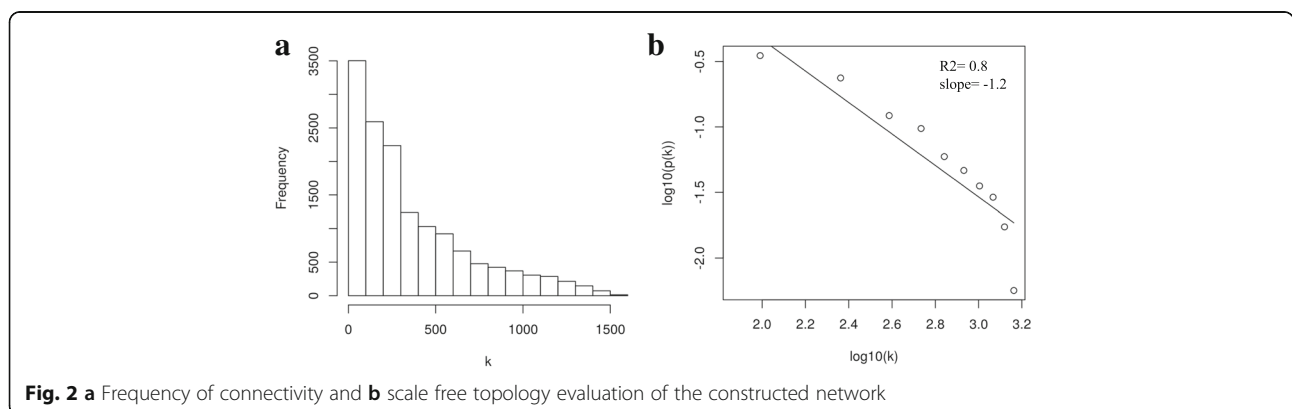 a
b
3500
2500
1500
500
0
Frequency
0 500 1000 1500
k
-0.5
-1.0
-1.5
-2.0
log10(p(k))
R2= 0.8
slope= -1.2
2.0 2.2 2.4 2.6 2.8 3.0 3.2
log10(k)
Fig. 2 a Frequency of connectivity and b scale free topology evaluation of the constructed network